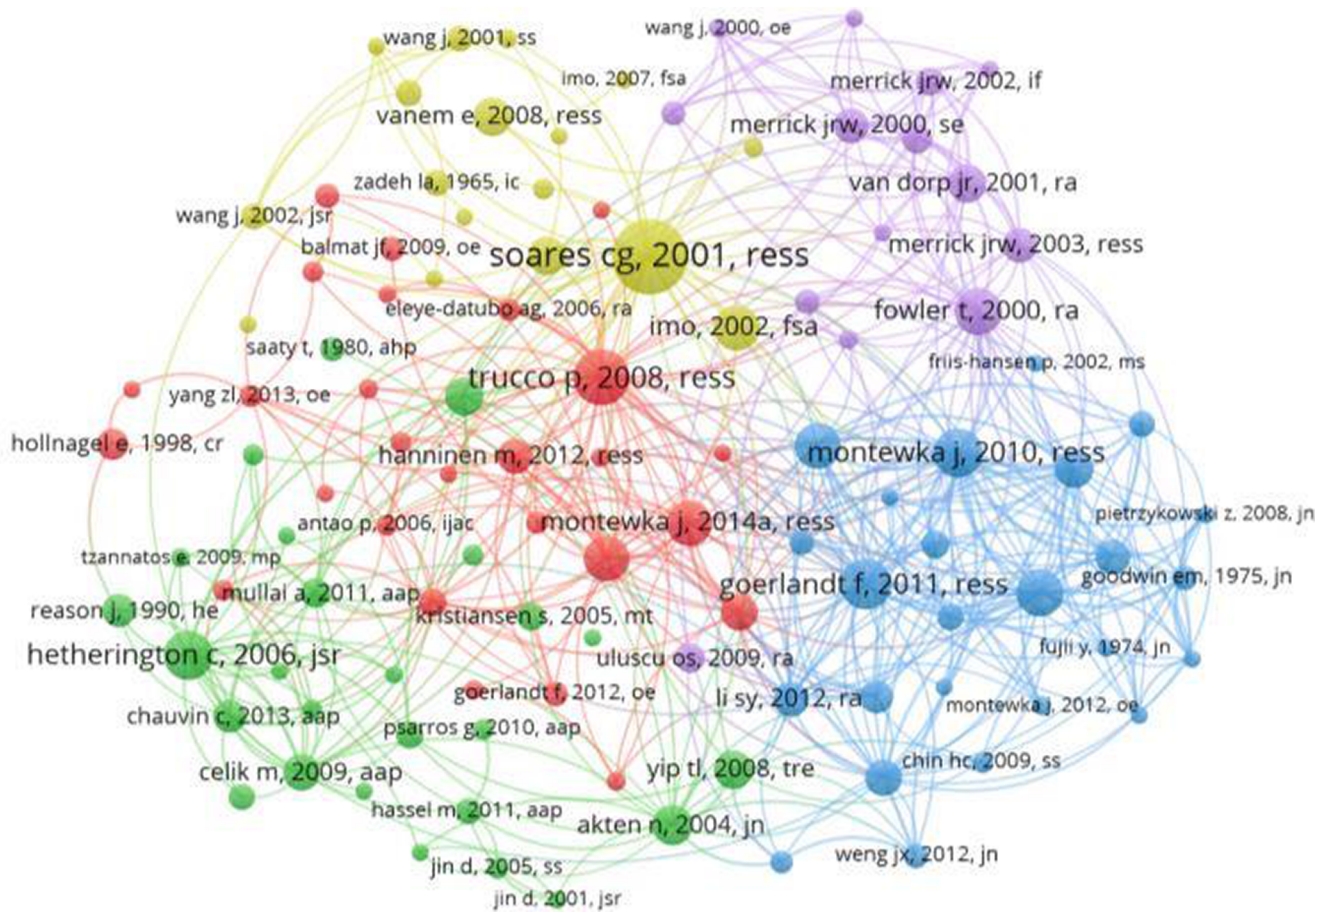 wang j, 2000, oe
wang j, 2001, ss
imo, 2007, fsa
merrick jrw, 2002, if
vanem e, 2008, ress
merrick jrw, 2000, se
zadeh la, 1965, ic
van dorp jr, 2001, ra
wang j, 2002, jsr
balmat jf, 2009, oe
soares cg, 2001, ress
merrick jrw, 2003, ress
eleye-datubo ag, 2006, ra
imo, 2002, fsa
fowler t, 2000, ra
saaty t, 1980, ahp
friis-hansen p, 2002, ms
trucco p, 2008, ress
yang zl, 2013, oe
hollnagel e, 1998, cr
hanninen m, 2012, ress
montewka j, 2010, ress
antao p, 2006, ijac
montewka j, 2014a, ress
pietrzykowski z, 2008, jn
tzannatos e, 2009, mp
mullai a, 2011, aap
goerlandt f, 2011, ress
goodwin em, 1975, jn
reason j, 1990, he
kristiansen s, 2005, mt
hetherington c, 2006, jsr
uluscu os, 2009, ra
fujii y, 1974, jn
goerlandt f, 2012, oe
li sy, 2012, ra
montewka j, 2012, oe
chauvin c, 2013, aap
psarros g, 2010, aap
celik m, 2009, aap
yip tl, 2008, tre
chin hc, 2009, ss
hassel m, 2011, aap
akten n, 2004, jn
weng jx, 2012, jn
jin d, 2005, ss
jin d, 2001, jsr